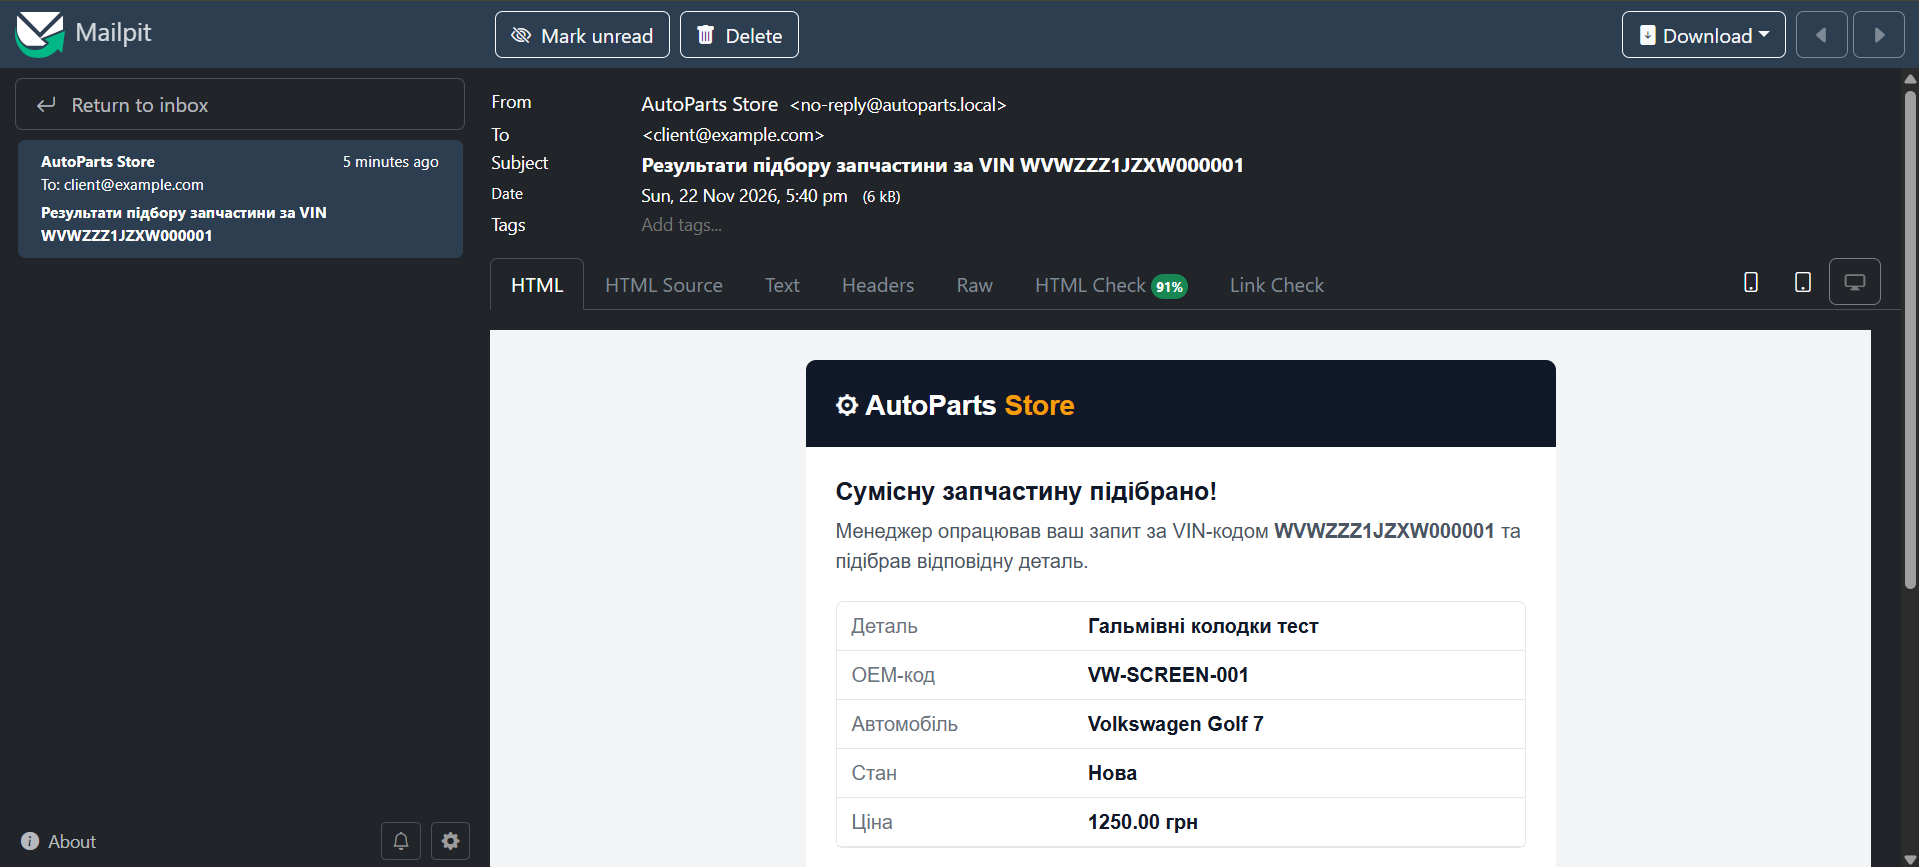 Mailpit
Mark unread
Delete
Download
Return to inbox
AutoParts Store 5 minutes ago
To: client@example.com
Результати підбору запчастини за VIN
WVWZZZ1JZXW000001
From AutoParts Store <no-reply@autoparts.local>
To <client@example.com>
Subject Результати підбору запчастини за VIN WVWZZZ1JZXW000001
Date Sun, 22 Nov 2026, 5:40 pm (6 kB)
Tags Add tags...
HTML HTML Source Text Headers Raw HTML Check 91% Link Check
AutoParts Store
Сумісну запчастину підібрано!
Менеджер опрацював ваш запит за VIN-кодом WVWZZZ1JZXW000001 та
підібрав відповідну деталь.
Деталь Гальмівні колодки тест
OEM-код VW-SCREEN-001
Автомобіль Volkswagen Golf 7
Стан Нова
Ціна 1250.00 грн
About